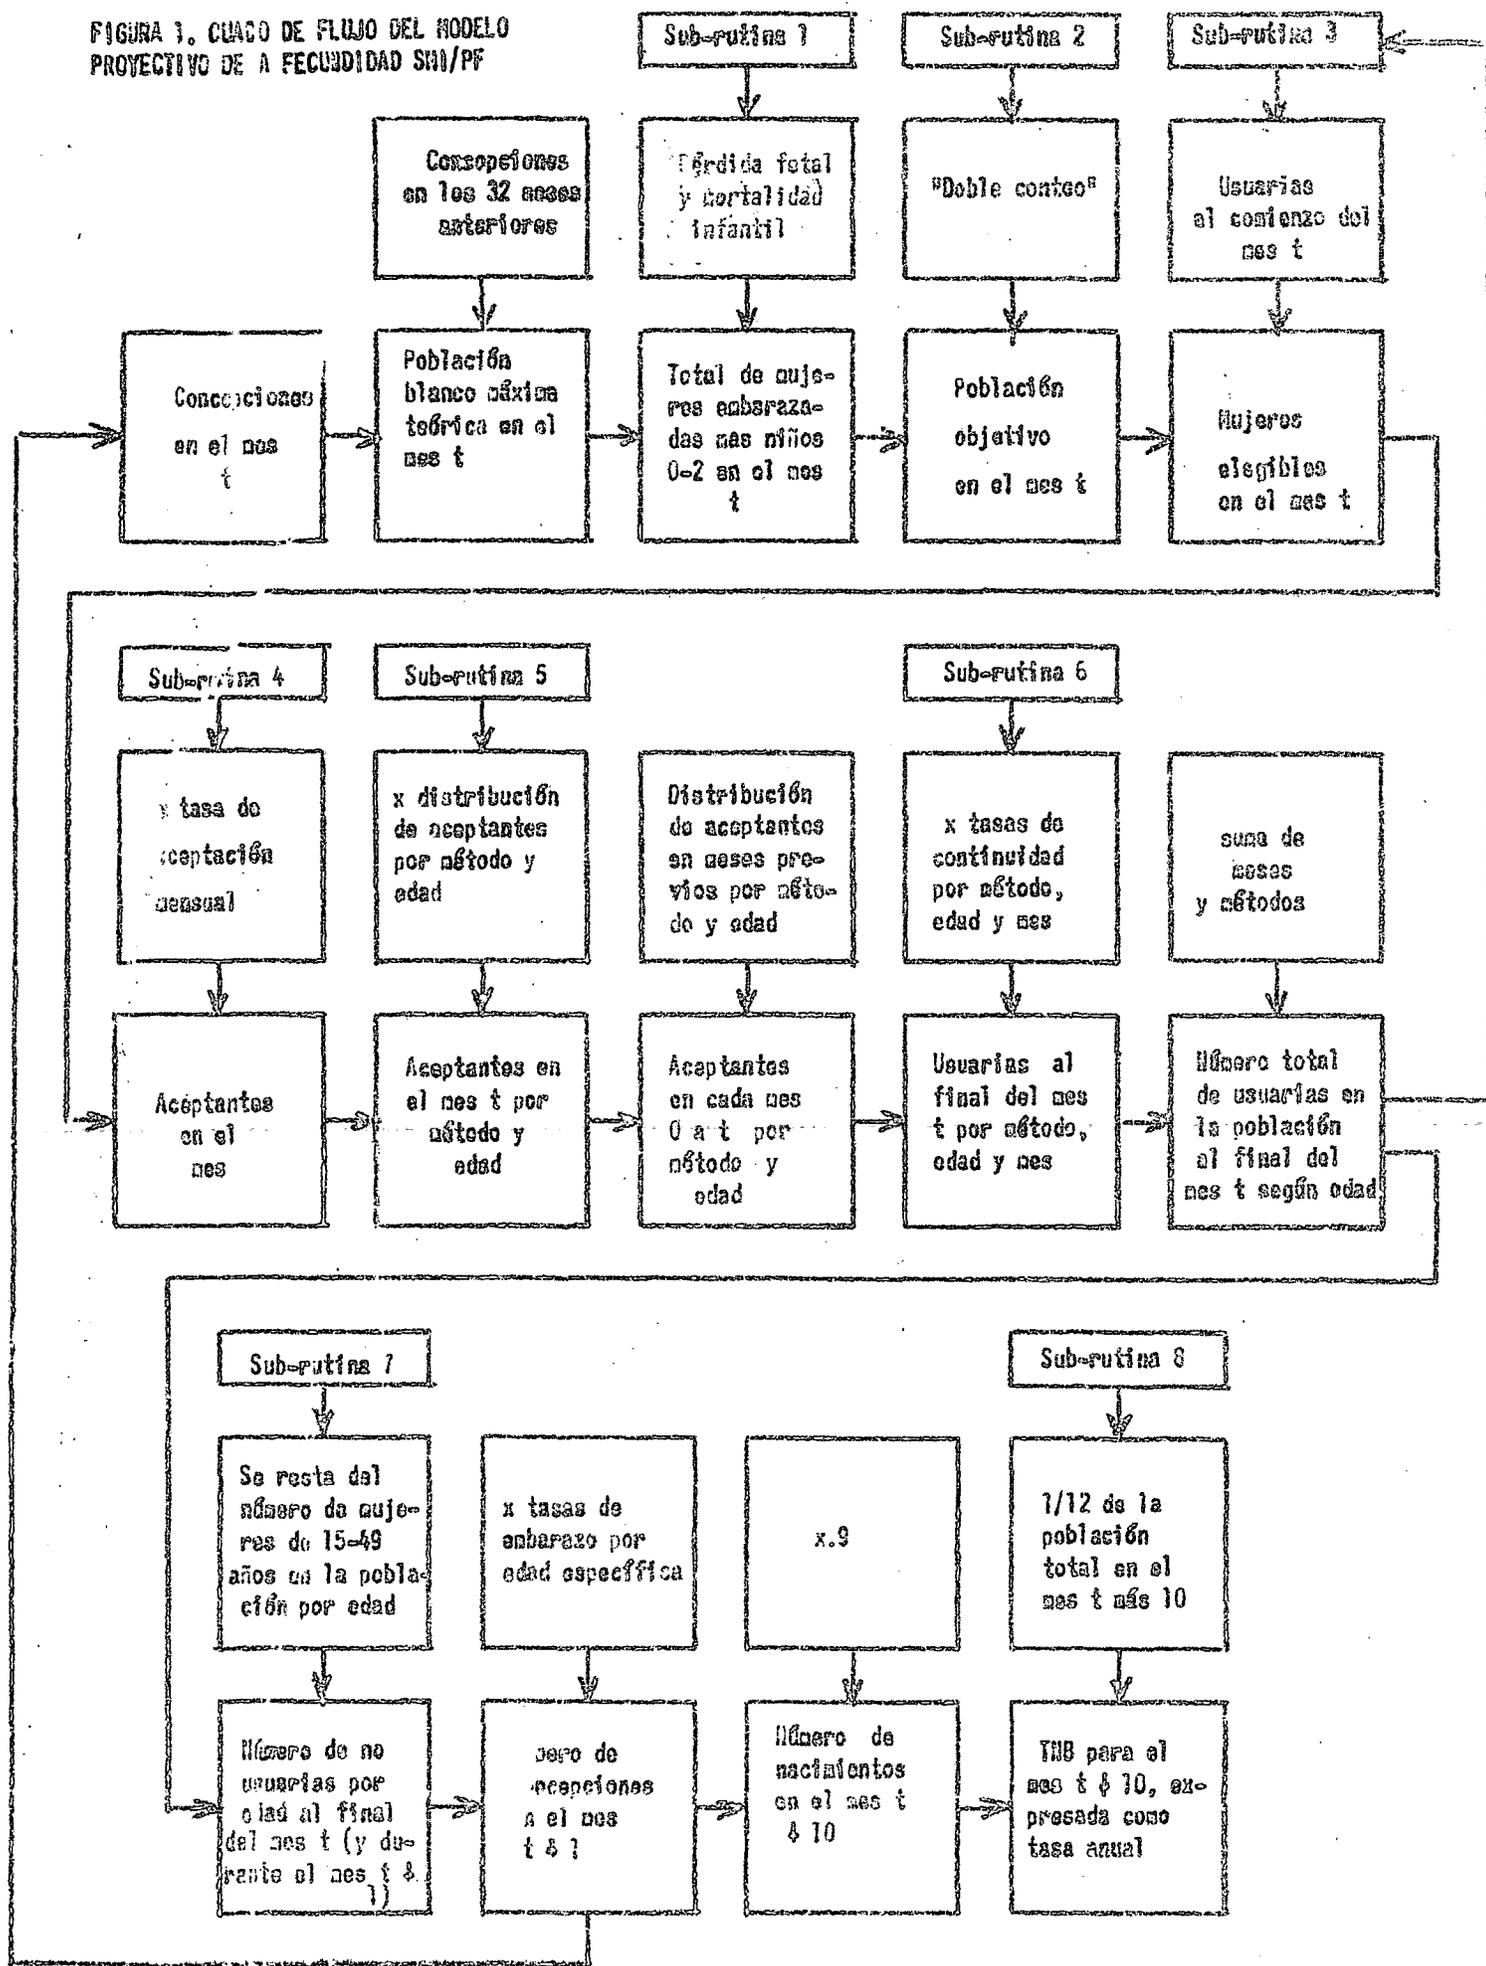 FIGURA 1. CUACO DE FLUJO DEL MODELO
PROYECTIVO DE A FECUNDIDAD SMI/PF
Sub-rutina 1
Sub-rutina 2
Sub-rutina 3
Concepciones
en los 32 meses
anteriores
Pérdida fetal
y mortalidad
infantil
"Doble conteo"
Usuarias
al comienzo del
mes t
Concepciones
en el mes
t
Población
blanco máxima
teórica en el
mes t
Total de muje-
res embaraza-
das mas niños
0-2 en el mes
t
Población
objetivo
en el mes t
Mujeres
elegibles
en el mes t
Sub-rutina 4
Sub-rutina 5
Sub-rutina 6
x tasa de
aceptación
mensual
x distribución
de aceptantes
por método y
edad
Distribución
de aceptantes
en meses pre-
vios por méto-
do y edad
x tasas de
continuidad
por método,
edad y mes
suma de
meses
y métodos
Aceptantes
en el
mes
Aceptantes en
el mes t por
método y
edad
Aceptantes
en cada mes
0 a t por
método y
edad
Usuarias al
final del mes
t por método,
edad y mes
Número total
de usuarias en
la población
al final del
mes t según edad
Sub-rutina 7
Sub-rutina 8
Se resta del
número de muje-
res de 15-49
años en la pobla-
ción por edad
x tasas de
embarazo por
edad específica
x.9
1/12 de la
población
total en el
mes t más 10
Número de no
usuarias por
edad al final
del mes t (y du-
rante el mes t &
1)
mero de
ncepciones
n el mes
t & 1
Número de
nacimientos
en el mes t
& 10
TNB para el
mes t & 10, ex-
presada como
tasa anual